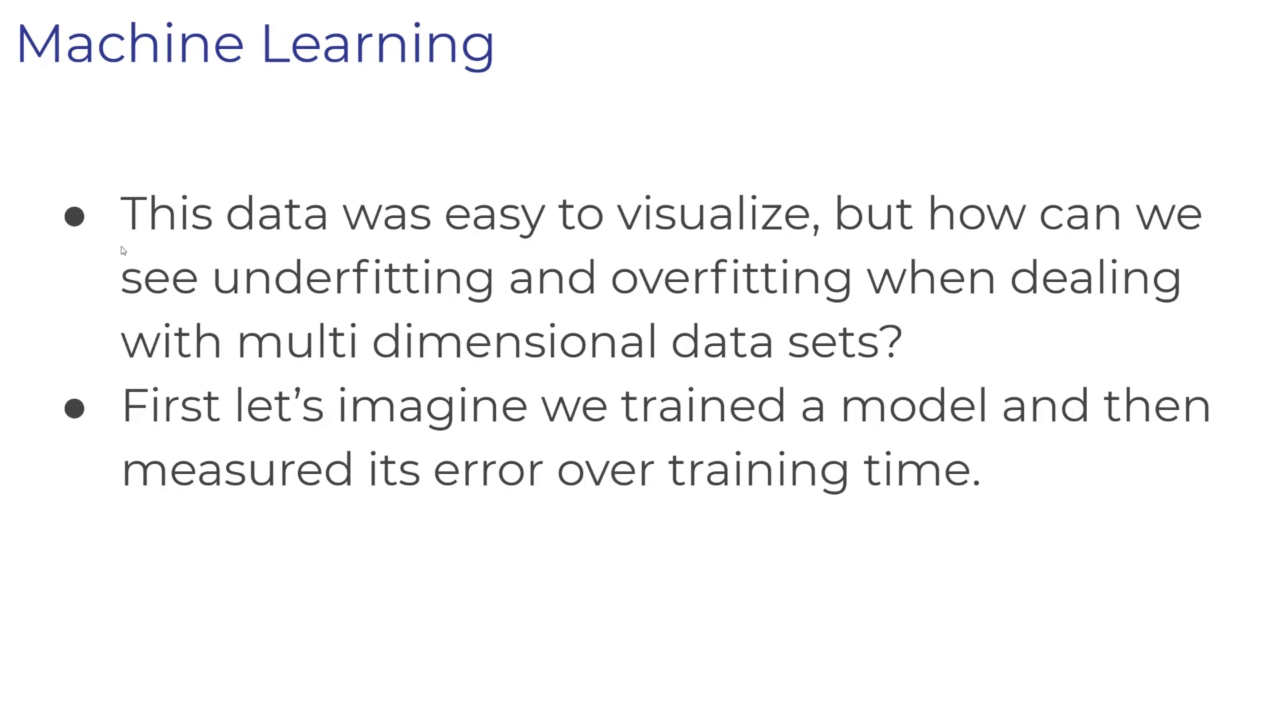 Machine Learning
● This data was easy to visualize, but how can we
see underfitting and overfitting when dealing
with multi dimensional data sets?
● First let’s imagine we trained a model and then
measured its error over training time.